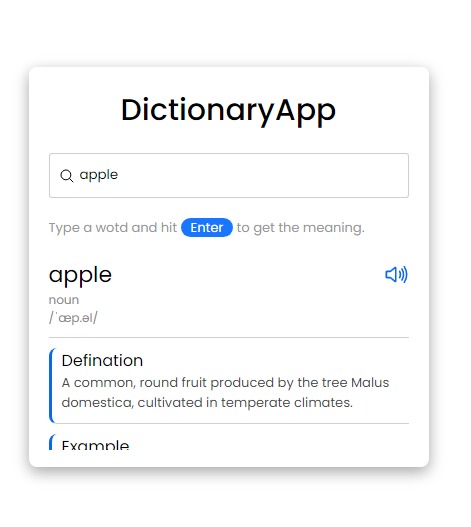 DictionaryApp
apple
Type a wotd and hit Enter to get the meaning.
apple
noun
/ˈæp.əl/
Defination
A common, round fruit produced by the tree Malus
domestica, cultivated in temperate climates.
Example